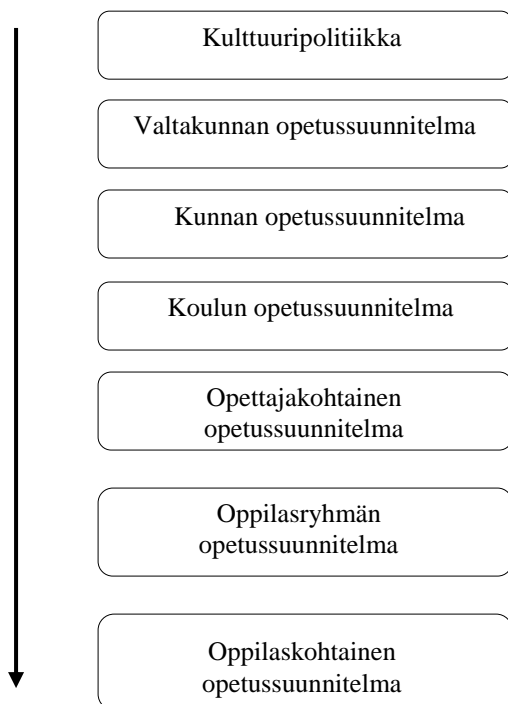 Kulttuuripolitiikka
Valtakunnan opetussuunnitelma
Kunnan opetussuunnitelma
Koulun opetussuunnitelma
Opettajakohtainen
opetussuunnitelma
Oppilasryhmän
opetussuunnitelma
Oppilaskohtainen
opetussuunnitelma